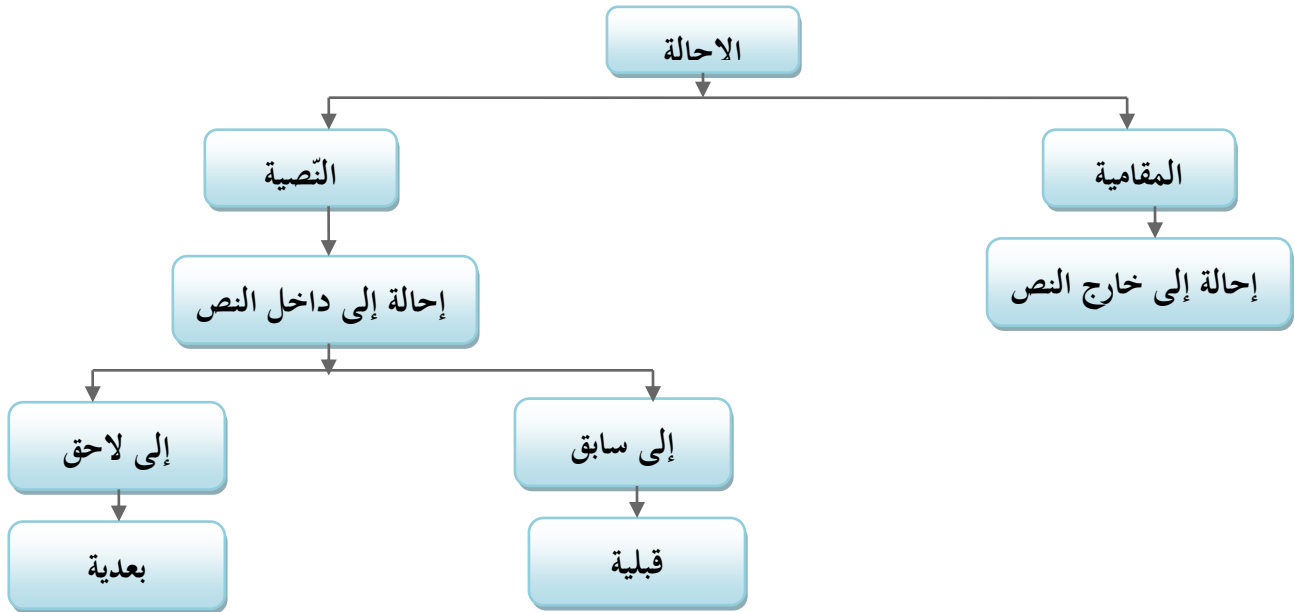 الاحالة
المقامية
النّصية
إحالة إلى خارج النص
إحالة إلى داخل النص
إلى سابق
إلى لاحق
قبلية
بعدية